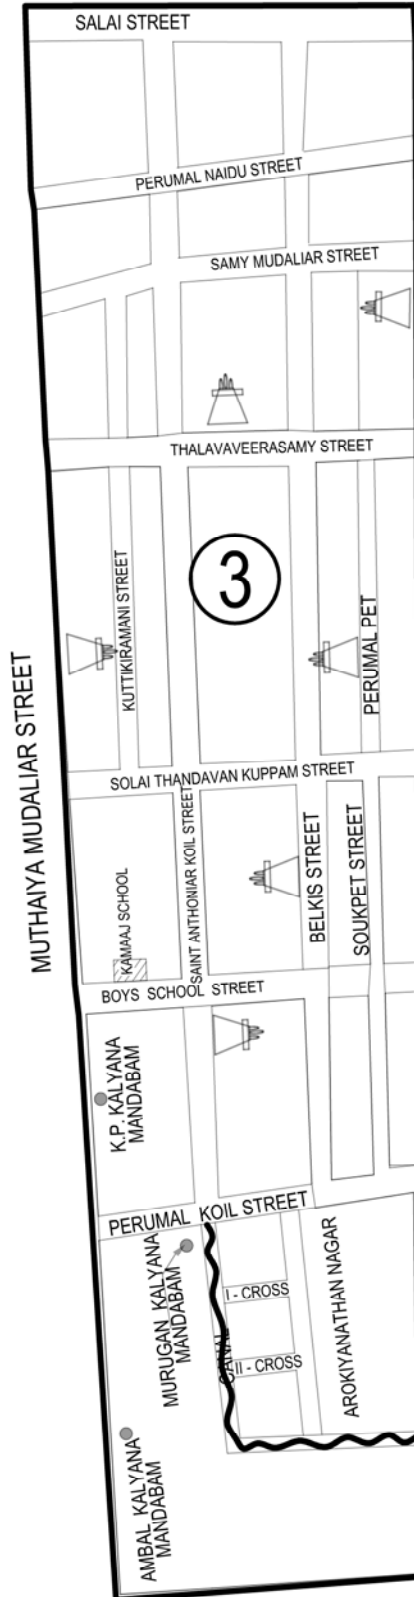 SALAI STREET
PERUMAL NAIDU STREET
SAMY MUDALIAR STREET
THALAVAVEERASAMY STREET
3
KUTTIKIRAMANI STREET
PERUMAL PET
MUTHAIYA MUDALIAR STREET
SOLAI THANDAVAN KUPPAM STREET
SAINT ANTHONIAR KOIL STREET
BELKIS STREET
SOUKPET STREET
KAMAAJ SCHOOL
BOYS SCHOOL STREET
K.P. KALYANA
MANDABAM
PERUMAL KOIL STREET
MURUGAN KALYANA
MANDABAM
I - CROSS
CANAL
II - CROSS
AROKIYANATHAN NAGAR
AMBAL KALYANA
MANDABAM